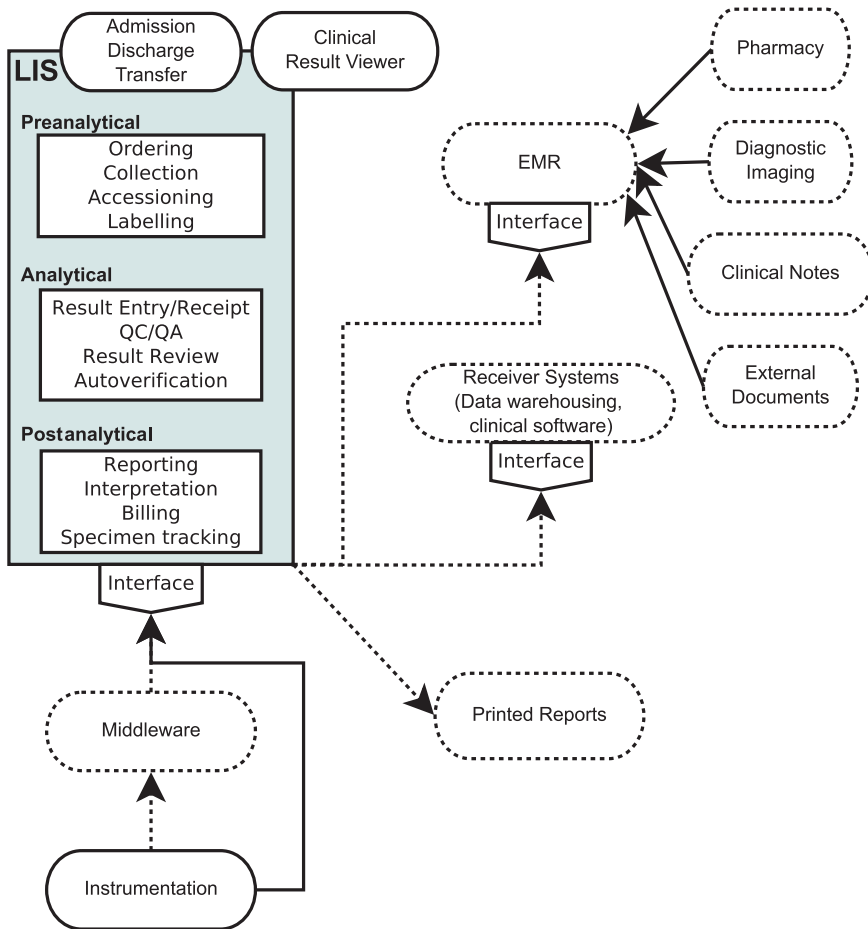 Admission
Discharge
Transfer
Clinical
Result Viewer
LIS
Preanalytical
Ordering
Collection
Accessioning
Labelling
Analytical
Result Entry/Receipt
QC/QA
Result Review
Autoverification
Postanalytical
Reporting
Interpretation
Billing
Specimen tracking
Interface
Middleware
Instrumentation
EMR
Interface
Receiver Systems
(Data warehousing,
clinical software)
Interface
Printed Reports
Pharmacy
Diagnostic
Imaging
Clinical Notes
External
Documents